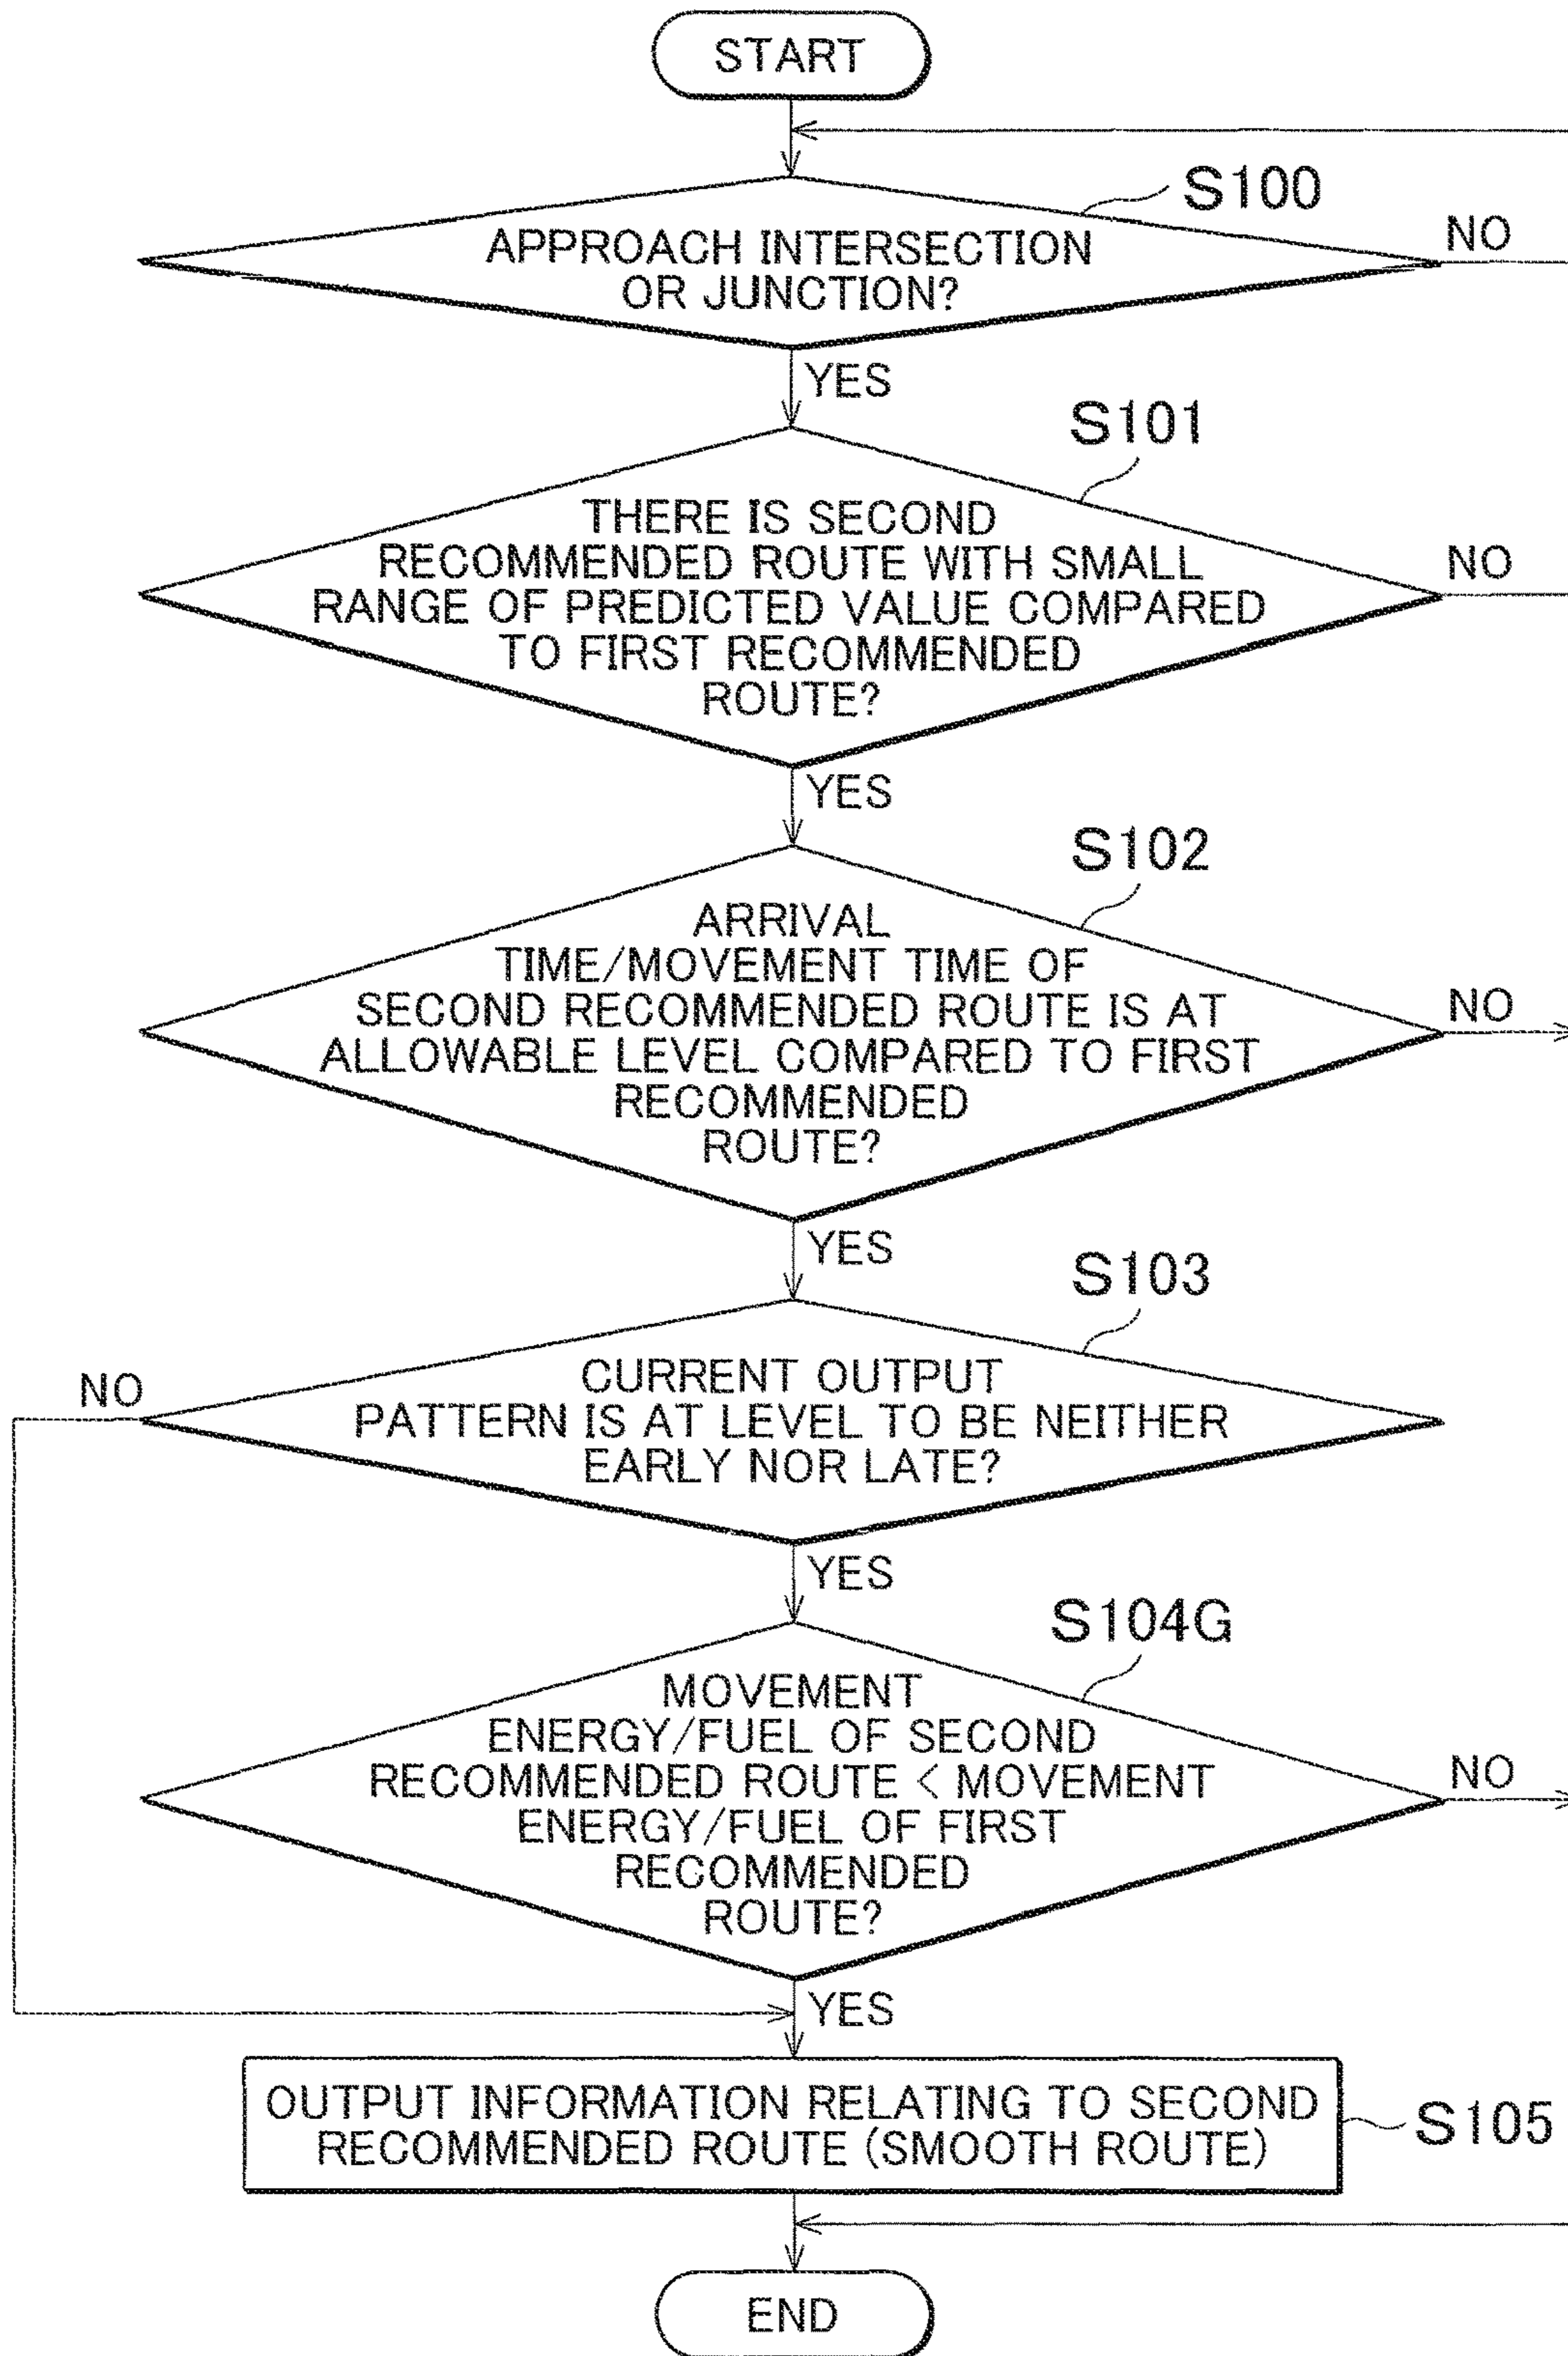 START
S100
APPROACH INTERSECTION
OR JUNCTION?
NO
YES
S101
THERE IS SECOND
RECOMMENDED ROUTE WITH SMALL
RANGE OF PREDICTED VALUE COMPARED
TO FIRST RECOMMENDED
ROUTE?
NO
YES
S102
ARRIVAL
TIME/MOVEMENT TIME OF
SECOND RECOMMENDED ROUTE IS AT
ALLOWABLE LEVEL COMPARED TO FIRST
RECOMMENDED
ROUTE?
NO
YES
S103
CURRENT OUTPUT
PATTERN IS AT LEVEL TO BE NEITHER
EARLY NOR LATE?
NO
YES
S104G
MOVEMENT
ENERGY/FUEL OF SECOND
RECOMMENDED ROUTE < MOVEMENT
ENERGY/FUEL OF FIRST
RECOMMENDED
ROUTE?
NO
YES
OUTPUT INFORMATION RELATING TO SECOND
RECOMMENDED ROUTE (SMOOTH ROUTE)
S105
END